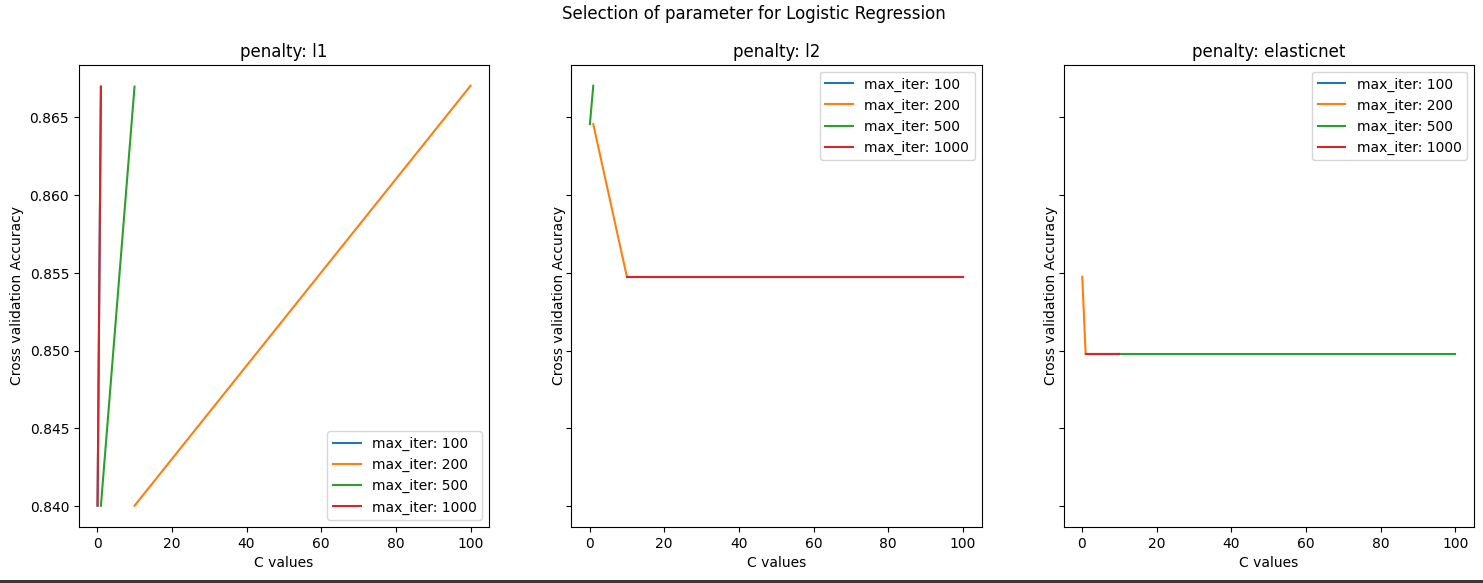 Selection of parameter for Logistic Regression
penalty: l1
Cross validation Accuracy
0.865
0.860
0.855
0.850
0.845
0.840
max_iter: 100
max_iter: 200
max_iter: 500
max_iter: 1000
0 20 40 60 80 100
C values
penalty: l2
Cross validation Accuracy
max_iter: 100
max_iter: 200
max_iter: 500
max_iter: 1000
0 20 40 60 80 100
C values
penalty: elasticnet
Cross validation Accuracy
max_iter: 100
max_iter: 200
max_iter: 500
max_iter: 1000
0 20 40 60 80 100
C values